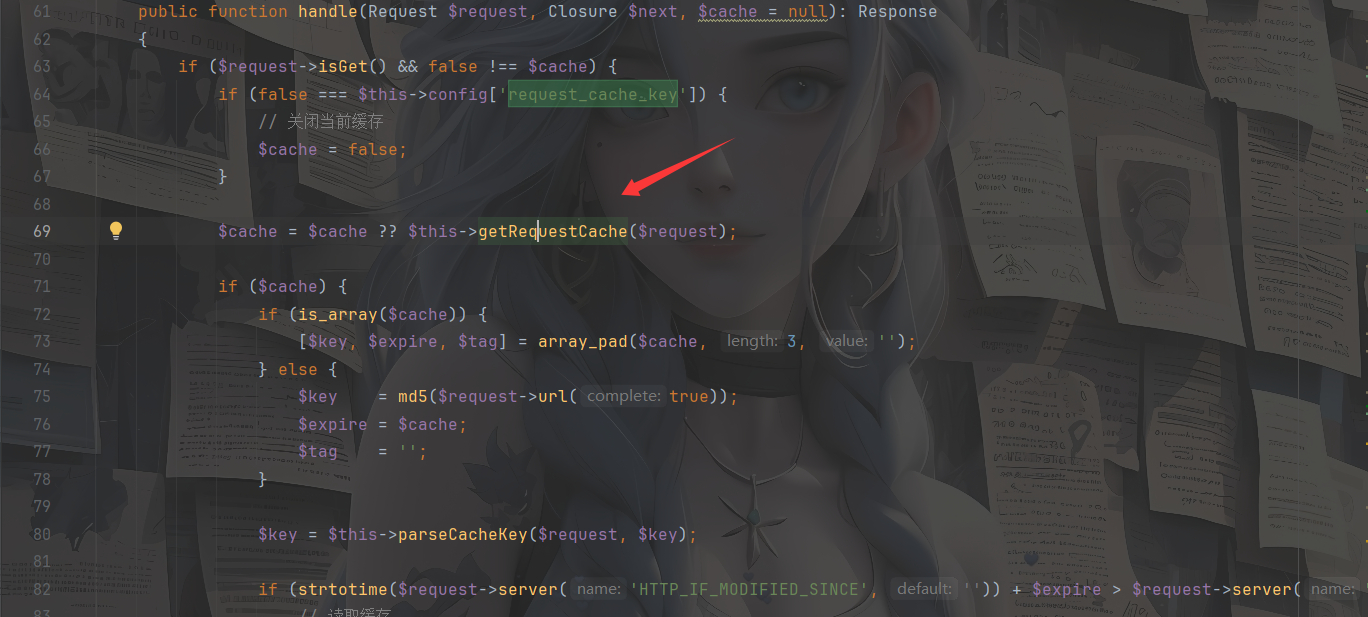 61 public function handle(Request $request, Closure $next, $cache = null): Response
62 {
63 if ($request->isGet() && false !== $cache) {
64 if (false === $this->config['request_cache_key']) {
65 // 关闭当前缓存
66 $cache = false;
67 }
68
69 $cache = $cache ?? $this->getRequestCache($request);
70
71 if ($cache) {
72 if (is_array($cache)) {
73 [$key, $expire, $tag] = array_pad($cache, length: 3, value: '');
74 } else {
75 $key = md5($request->url( complete: true));
76 $expire = $cache;
77 $tag = '';
78 }
79
80 $key = $this->parseCacheKey($request, $key);
81
82 if (strtotime($request->server( name: 'HTTP_IF_MODIFIED_SINCE', default: '')) + $expire > $request->server( name:
83 // 读取缓存